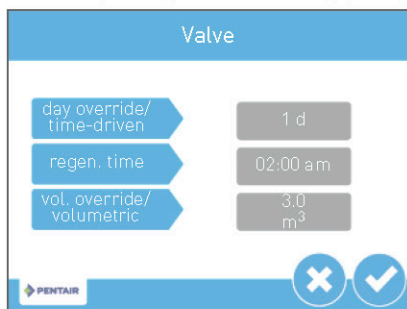 Valve
day override/
time-driven
1 d
regen. time
02:00 am
vol. override/
volumetric
3.0
m³
PENTAIR